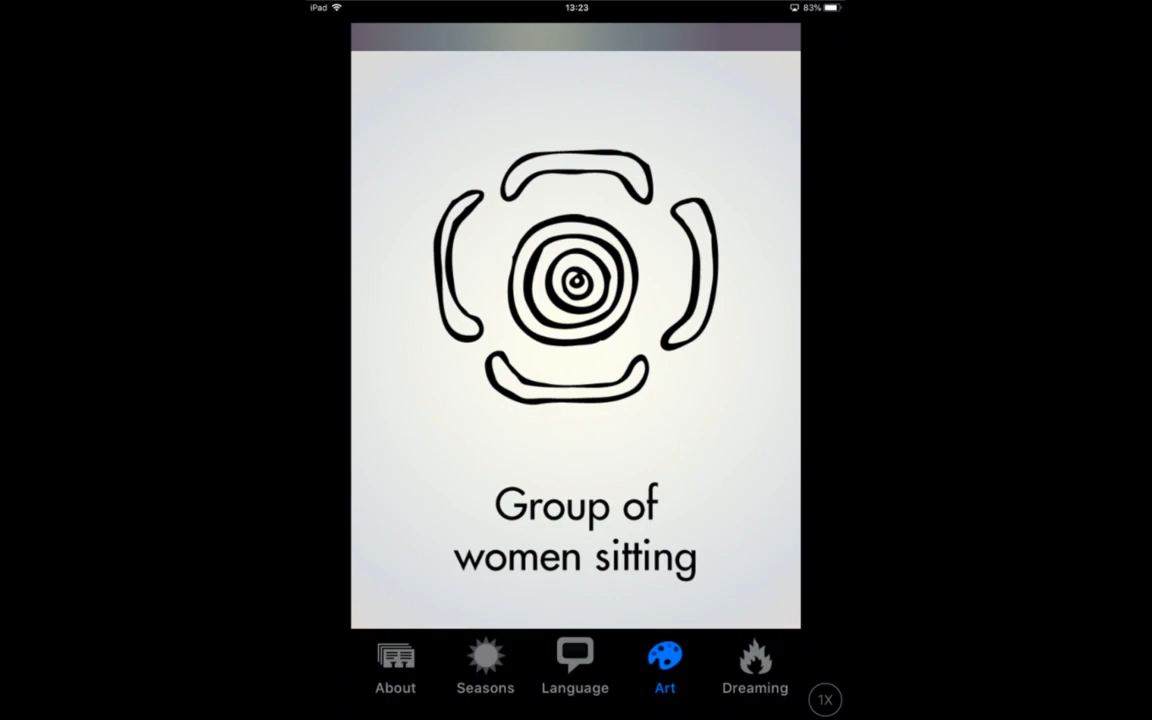 iPad 13:23 83%
Group of
women sitting
About Seasons Language Art Dreaming
1X